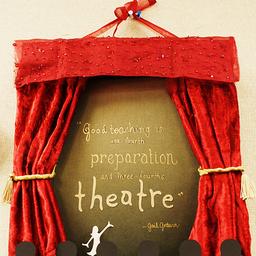 "Good teaching is
one fourth
preparation
and three-fourths
theatre"
—Gail Godwin